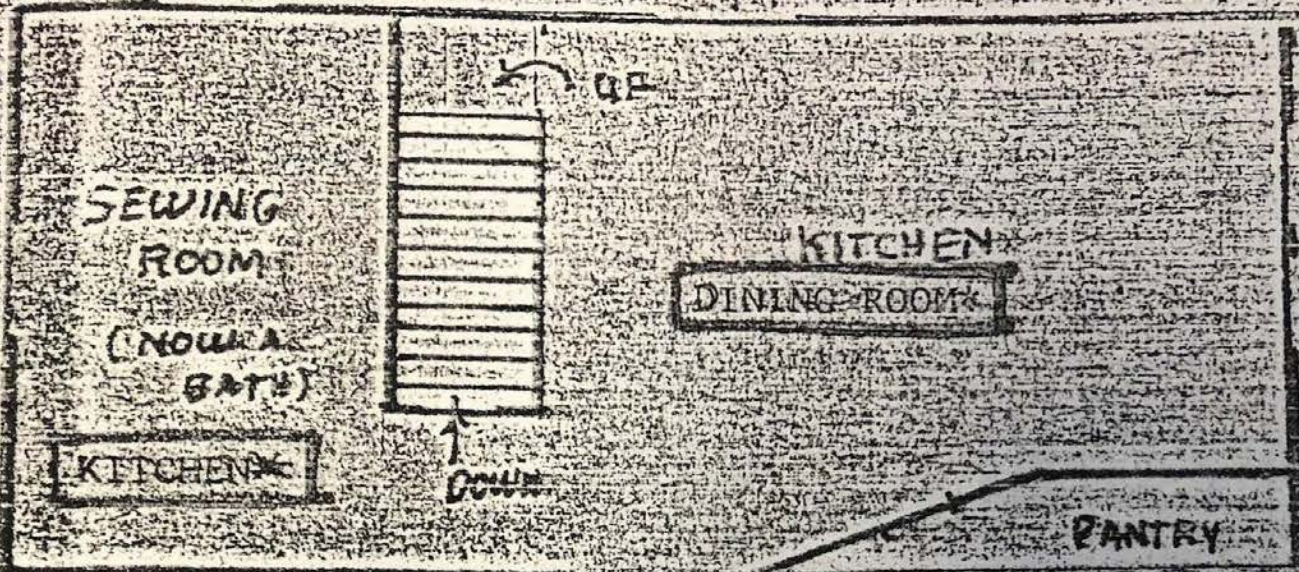 UP
SEWING
ROOM
(NOW A
BATH)
KITCHEN*
DOWN
KITCHEN
DINING ROOM*
PANTRY